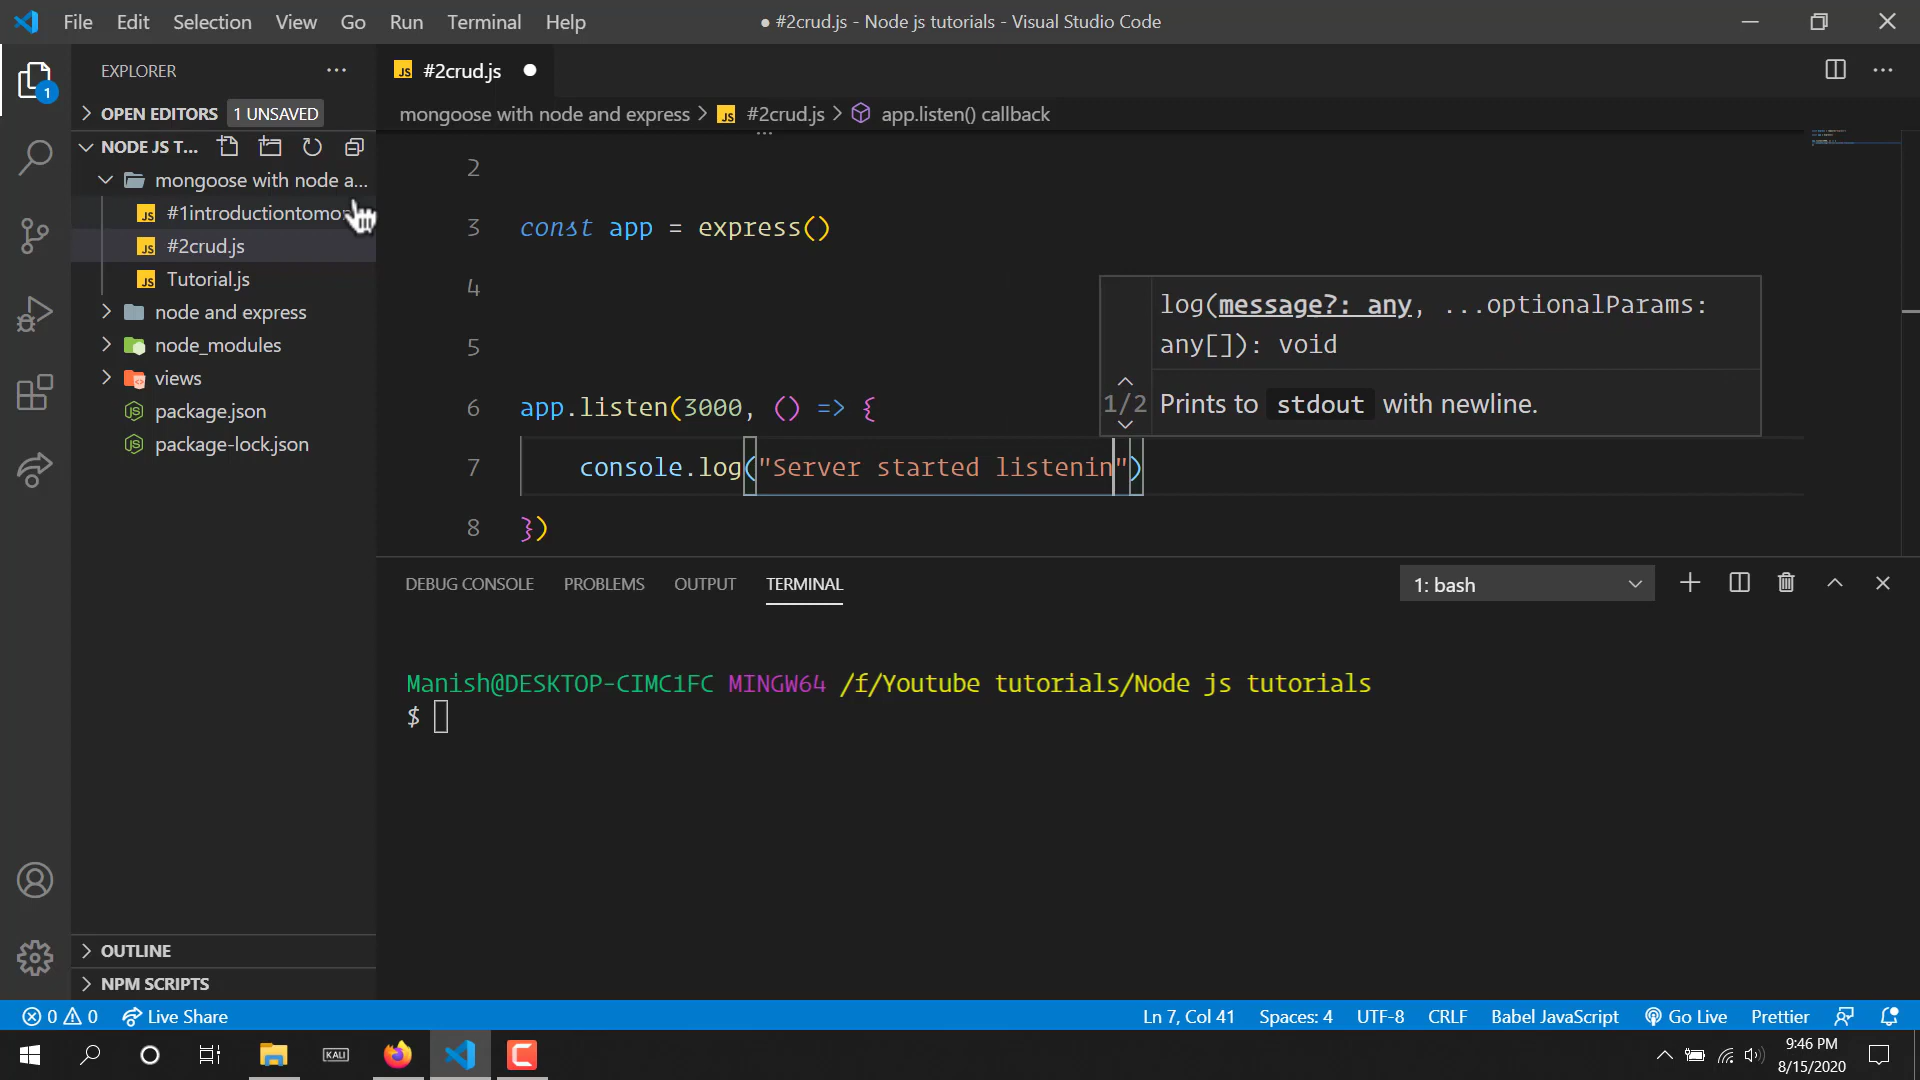 File Edit Selection View Go Run Terminal Help
● #2crud.js - Node js tutorials - Visual Studio Code
EXPLORER
OPEN EDITORS 1 UNSAVED
NODE JS T...
mongoose with node a...
#1introductiontomo
#2crud.js
Tutorial.js
node and express
node_modules
views
package.json
package-lock.json
OUTLINE
NPM SCRIPTS
1
JS #2crud.js
mongoose with node and express > JS #2crud.js > app.listen() callback
2
3 const app = express()
4
5
6 app.listen(3000, () => {
7 console.log("Server started listenin")
8 })
log(message?: any, ...optionalParams:
any[]): void
1/2 Prints to stdout with newline.
DEBUG CONSOLE PROBLEMS OUTPUT TERMINAL 1: bash
Manish@DESKTOP-CIMC1FC MINGW64 /f/Youtube tutorials/Node js tutorials
$
0 0 Live Share Ln 7, Col 41 Spaces: 4 UTF-8 CRLF Babel JavaScript Go Live Prettier
KALI
9:46 PM
8/15/2020